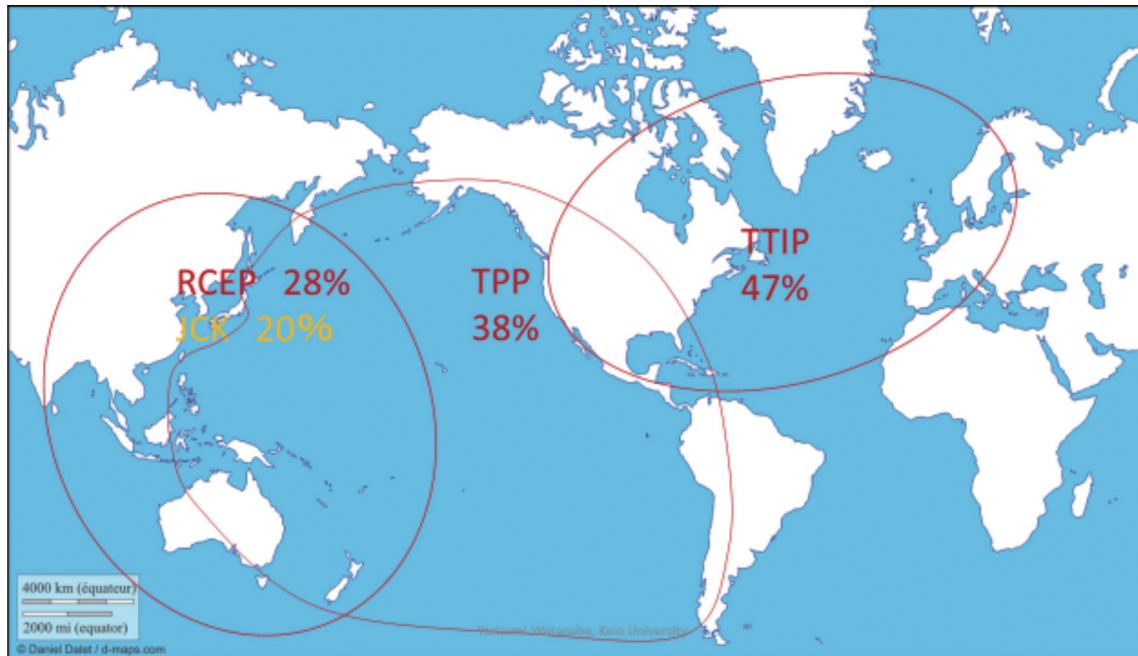 RCEP 28%
JCK 20%
TPP
38%
TTIP
47%
4000 km (équateur)
2000 mi (equator)
Watanabe, Keio University
© Daniel Dalet / d-maps.com